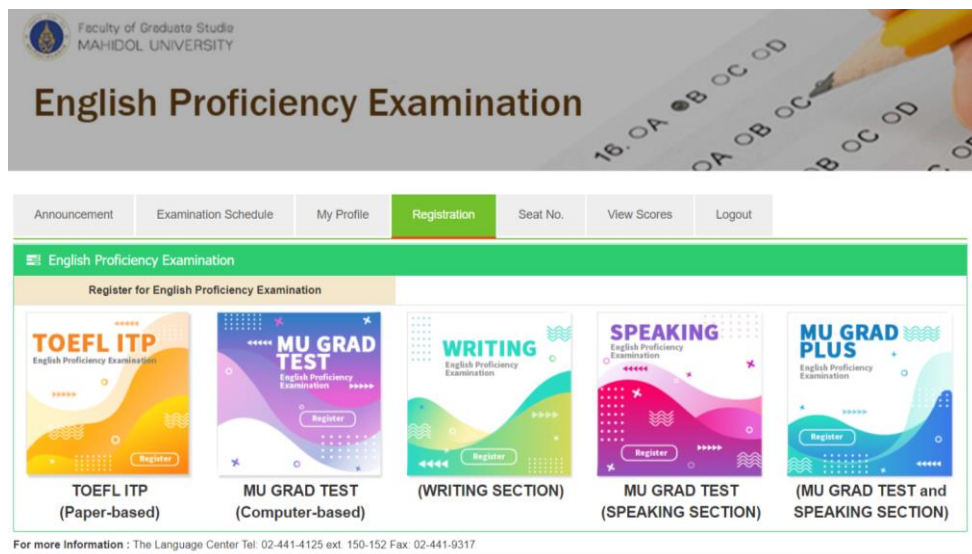 Faculty of Graduate Studie
MAHIDOL UNIVERSITY
English Proficiency Examination
16. OA B OC OD
OA OB OC
OB OC OD
Announcement Examination Schedule My Profile Registration Seat No. View Scores Logout
English Proficiency Examination
Register for English Proficiency Examination
TOEFL ITP
English Proficiency Examination
Register
MU GRAD
TEST
English Proficiency
Examination
Register
WRITING
English Proficiency
Examination
Register
SPEAKING
English Proficiency
Examination
Register
MU GRAD
PLUS
English Proficiency
Examination
Register
TOEFL ITP
(Paper-based)
MU GRAD TEST
(Computer-based)
(WRITING SECTION)
MU GRAD TEST
(SPEAKING SECTION)
(MU GRAD TEST and
SPEAKING SECTION)
For more Information : The Language Center Tel: 02-441-4125 ext. 150-152 Fax: 02-441-9317